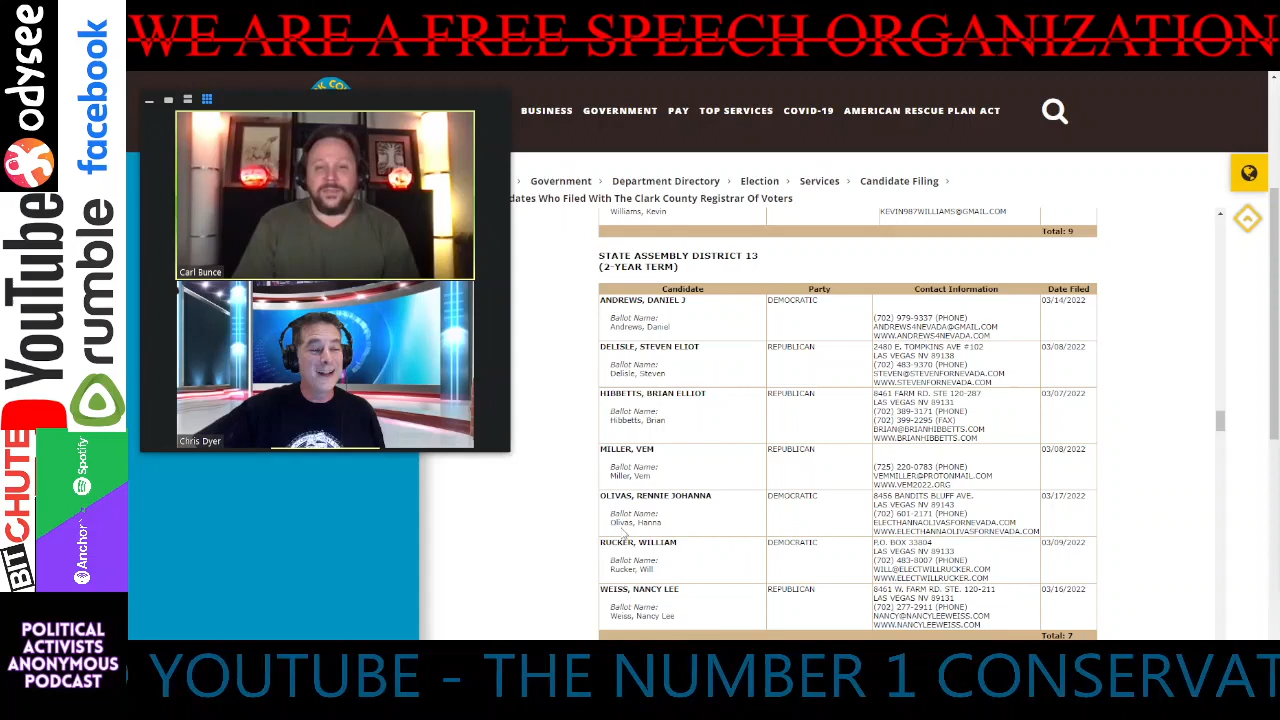 WE ARE A FREE SPEECH ORGANIZATION
odysee
facebook
YouTube
rumble
BITCHUTE
Spotify
Anchor
POLITICAL
ACTIVISTS
ANONYMOUS
PODCAST
Carl Bunce
Chris Dyer
BUSINESS GOVERNMENT PAY TOP SERVICES COVID-19 AMERICAN RESCUE PLAN ACT
› Government › Department Directory › Election › Services › Candidate Filing ›
dates Who Filed With The Clark County Registrar Of Voters
Williams, Kevin KEVIN987WILLIAMS@GMAIL.COM
Total: 9
STATE ASSEMBLY DISTRICT 13
(2-YEAR TERM)
Candidate Party Contact Information Date Filed
ANDREWS, DANIEL J DEMOCRATIC 03/14/2022
Ballot Name: (702) 979-9337 (PHONE)
Andrews, Daniel ANDREWS4NEVADA@GMAIL.COM
WWW.ANDREWS4NEVADA.COM
DELISLE, STEVEN ELIOT REPUBLICAN 2480 E. TOMPKINS AVE #102 03/08/2022
LAS VEGAS NV 89138
Ballot Name: (702) 483-9370 (PHONE)
Delisle, Steven STEVEN@STEVENFORNEVADA.COM
WWW.STEVENFORNEVADA.COM
HIBBETTS, BRIAN ELLIOT REPUBLICAN 8461 FARM RD. STE 120-287 03/07/2022
LAS VEGAS NV 89131
Ballot Name: (702) 389-3171 (PHONE)
Hibbetts, Brian (702) 399-2295 (FAX)
BRIAN@BRIANHIBBETTS.COM
WWW.BRIANHIBBETTS.COM
MILLER, VEM REPUBLICAN 03/08/2022
Ballot Name: (725) 220-0783 (PHONE)
Miller, Vem VEMMILLER@PROTONMAIL.COM
WWW.VEM2022.ORG
OLIVAS, RENNIE JOHANNA DEMOCRATIC 8456 BANDITS BLUFF AVE. 03/17/2022
LAS VEGAS NV 89143
Ballot Name: (702) 601-2171 (PHONE)
Olivas, Hanna ELECTHANNAOLIVASFORNEVADA.COM
WWW.ELECTHANNAOLIVASFORNEVADA.COM
RUCKER, WILLIAM DEMOCRATIC P.O. BOX 33804 03/09/2022
LAS VEGAS NV 89133
Ballot Name: (702) 483-8007 (PHONE)
Rucker, Will WILL@ELECTWILLRUCKER.COM
WWW.ELECTWILLRUCKER.COM
WEISS, NANCY LEE REPUBLICAN 8461 W. FARM RD. STE. 120-211 03/16/2022
LAS VEGAS NV 89131
Ballot Name: (702) 277-2911 (PHONE)
Weiss, Nancy Lee NANCY@NANCYLEEWEISS.COM
WWW.NANCYLEEWEISS.COM
Total: 7
YOUTUBE - THE NUMBER 1 CONSERVAT